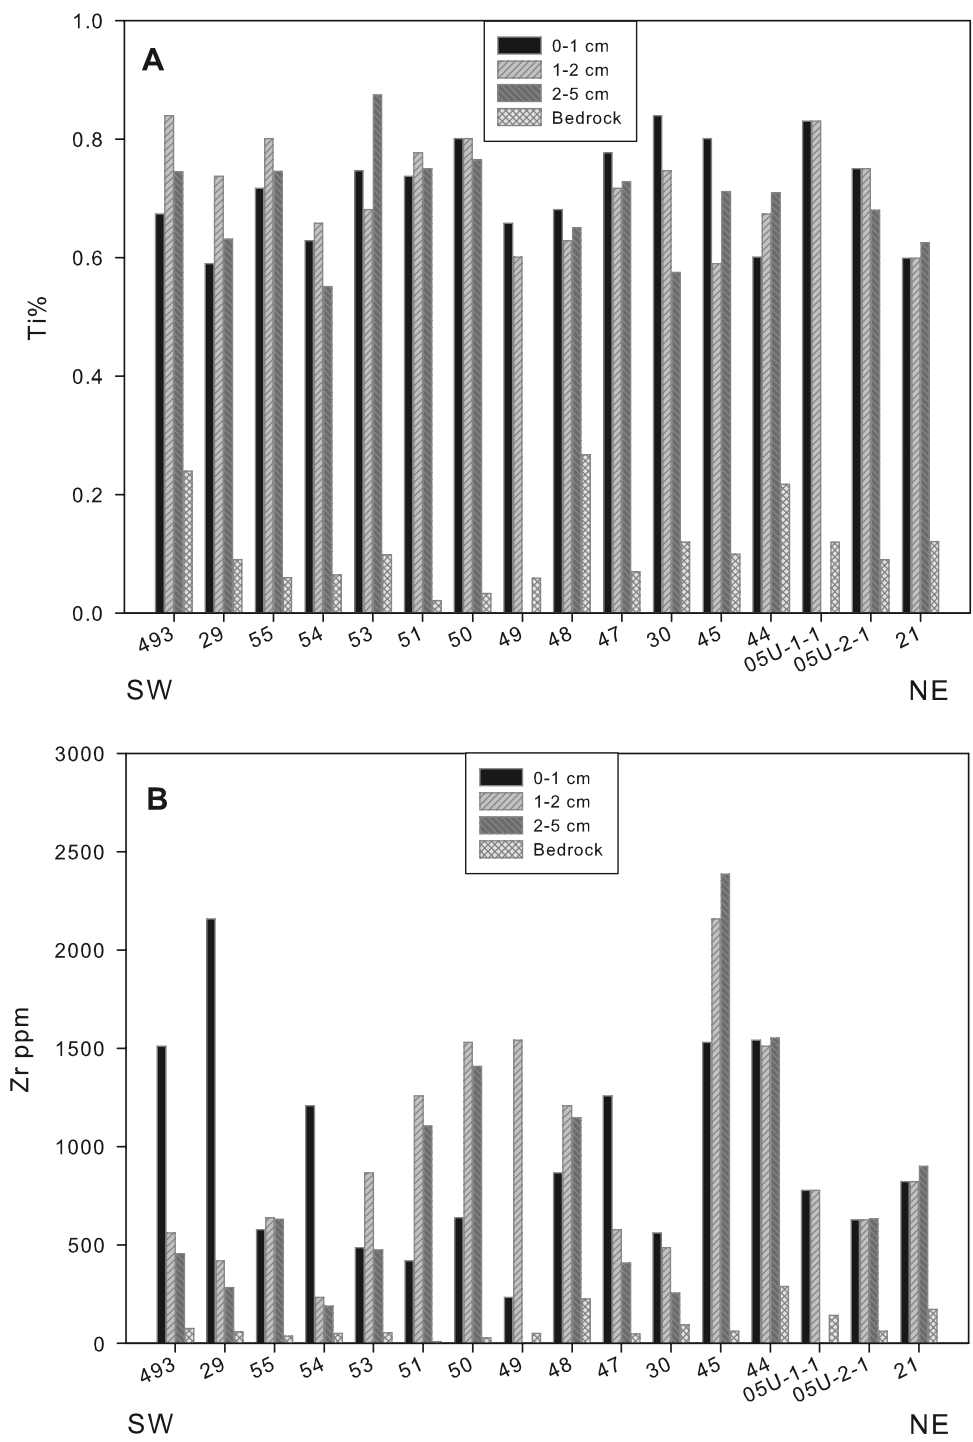 A
0-1 cm
1-2 cm
2-5 cm
Bedrock
Ti%
1.0
0.8
0.6
0.4
0.2
0.0
493 29 55 54 53 51 50 49 48 47 30 45 44 05U-1-1 05U-2-1 21
SW NE
B
0-1 cm
1-2 cm
2-5 cm
Bedrock
Zr ppm
3000
2500
2000
1500
1000
500
0
493 29 55 54 53 51 50 49 48 47 30 45 44 05U-1-1 05U-2-1 21
SW NE